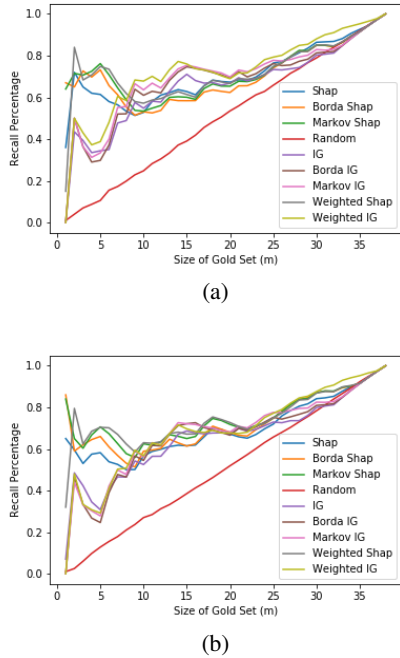 1.0
0.8
0.6
0.4
0.2
0.0
Recall Percentage
Shap
Borda Shap
Markov Shap
Random
IG
Borda IG
Markov IG
Weighted Shap
Weighted IG
0 5 10 15 20 25 30 35
Size of Gold Set (m)
(a)
1.0
0.8
0.6
0.4
0.2
0.0
Recall Percentage
Shap
Borda Shap
Markov Shap
Random
IG
Borda IG
Markov IG
Weighted Shap
Weighted IG
0 5 10 15 20 25 30 35
Size of Gold Set (m)
(b)